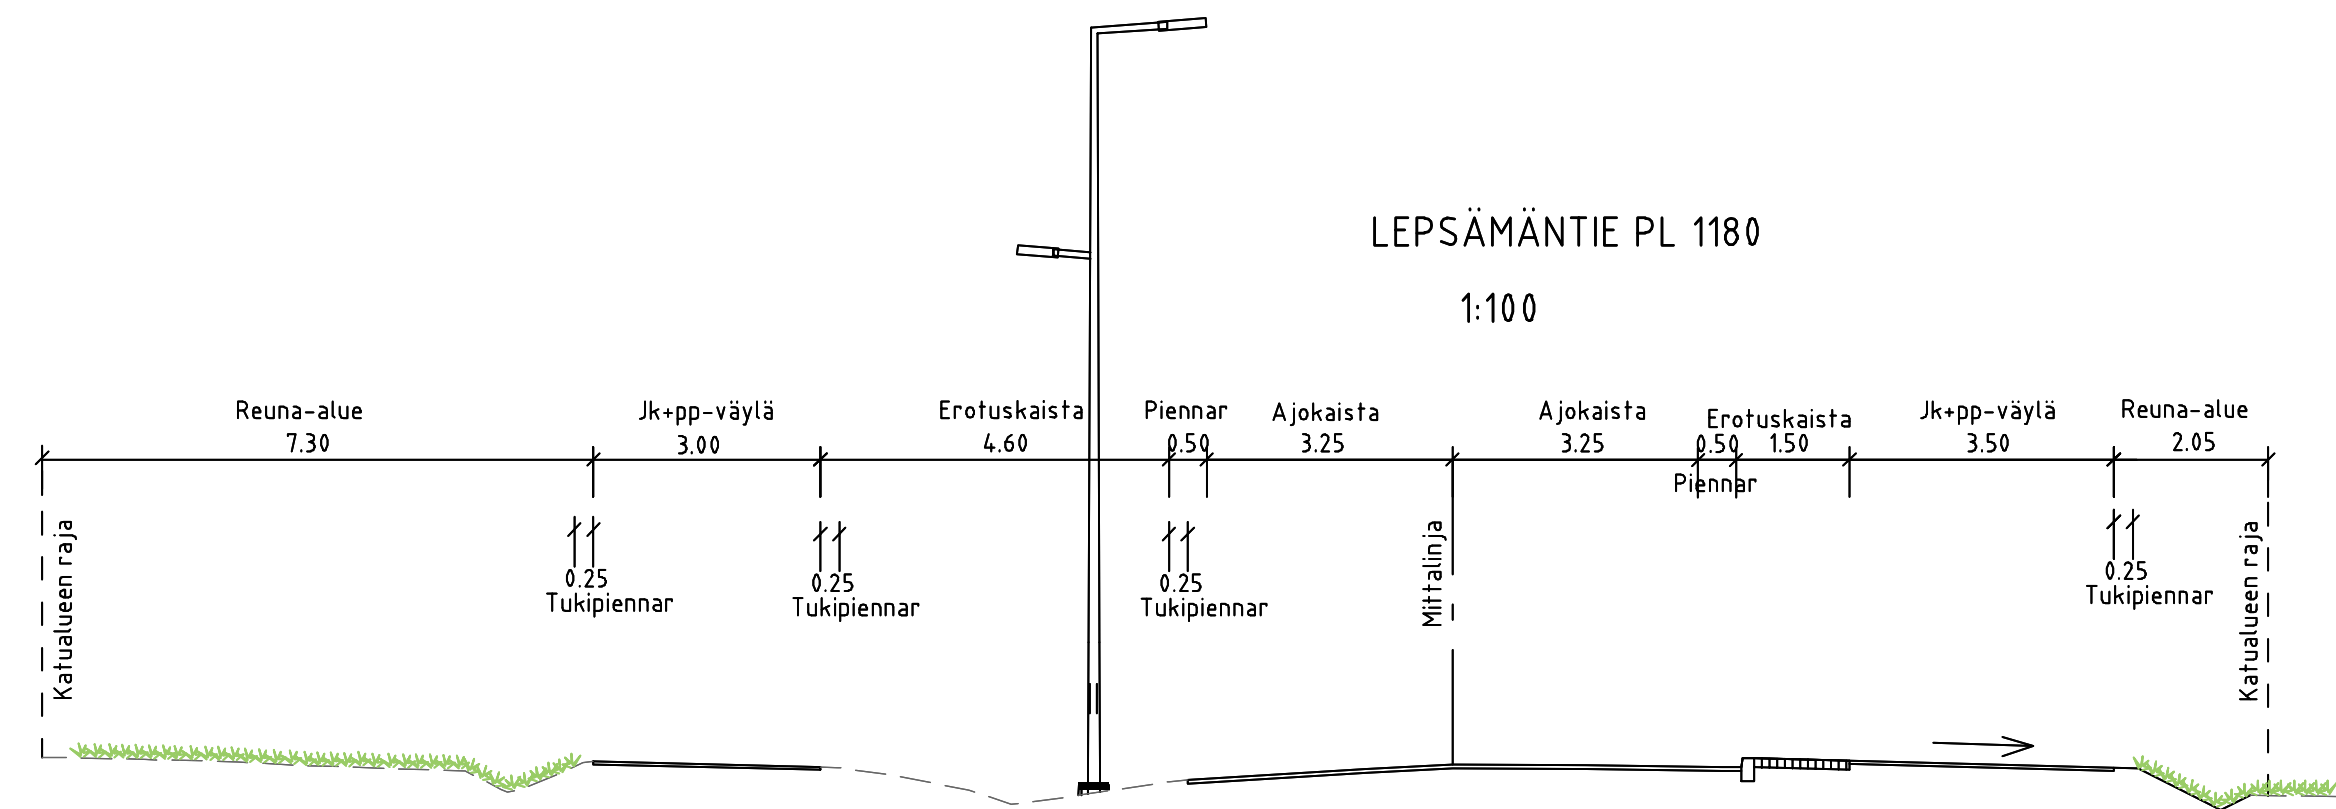 LEPSÄMÄNTIE PL 1180
1:100
Reuna-alue
7.30
Jk+pp-väylä
3.00
Erotuskaista
4.60
Piennar
0.50
Ajokaista
3.25
Ajokaista
3.25
0.50
Piennar
Erotuskaista
1.50
Jk+pp-väylä
3.50
Reuna-alue
2.05
Katualueen raja
0.25
Tukipiennar
0.25
Tukipiennar
0.25
Tukipiennar
Mittalinja
0.25
Tukipiennar
Katualueen raja